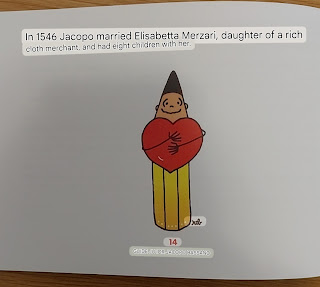 In 1546 Jacopo married Elisabetta Merzari, daughter of a rich
cloth merchant, and had eight children with her.
14